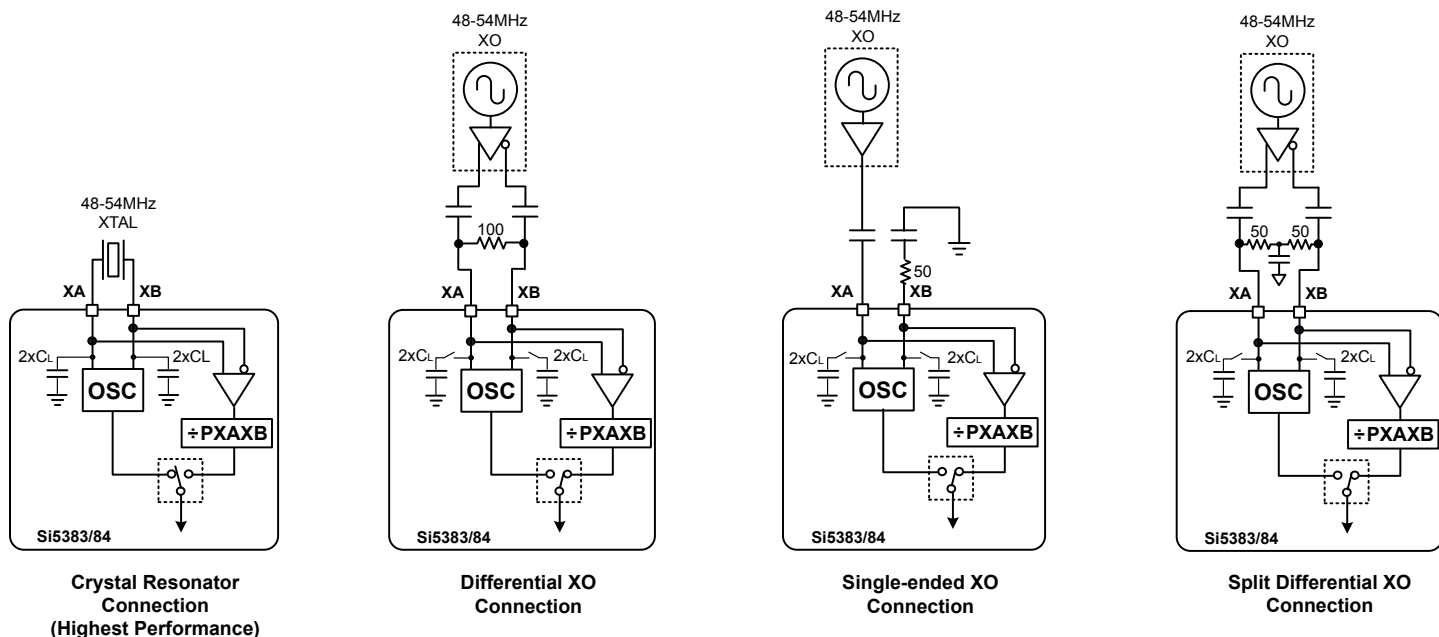 48-54MHz
XTAL
XA
XB
2xCL
2xCL
OSC
÷PXAXB
Si5383/84
Crystal Resonator
Connection
(Highest Performance)
48-54MHz
XO
100
XA
XB
2xCL
2xCL
OSC
÷PXAXB
Si5383/84
Differential XO
Connection
48-54MHz
XO
50
XA
XB
2xCL
2xCL
OSC
÷PXAXB
Si5383/84
Single-ended XO
Connection
48-54MHz
XO
50
50
XA
XB
2xCL
2xCL
OSC
÷PXAXB
Si5383/84
Split Differential XO
Connection